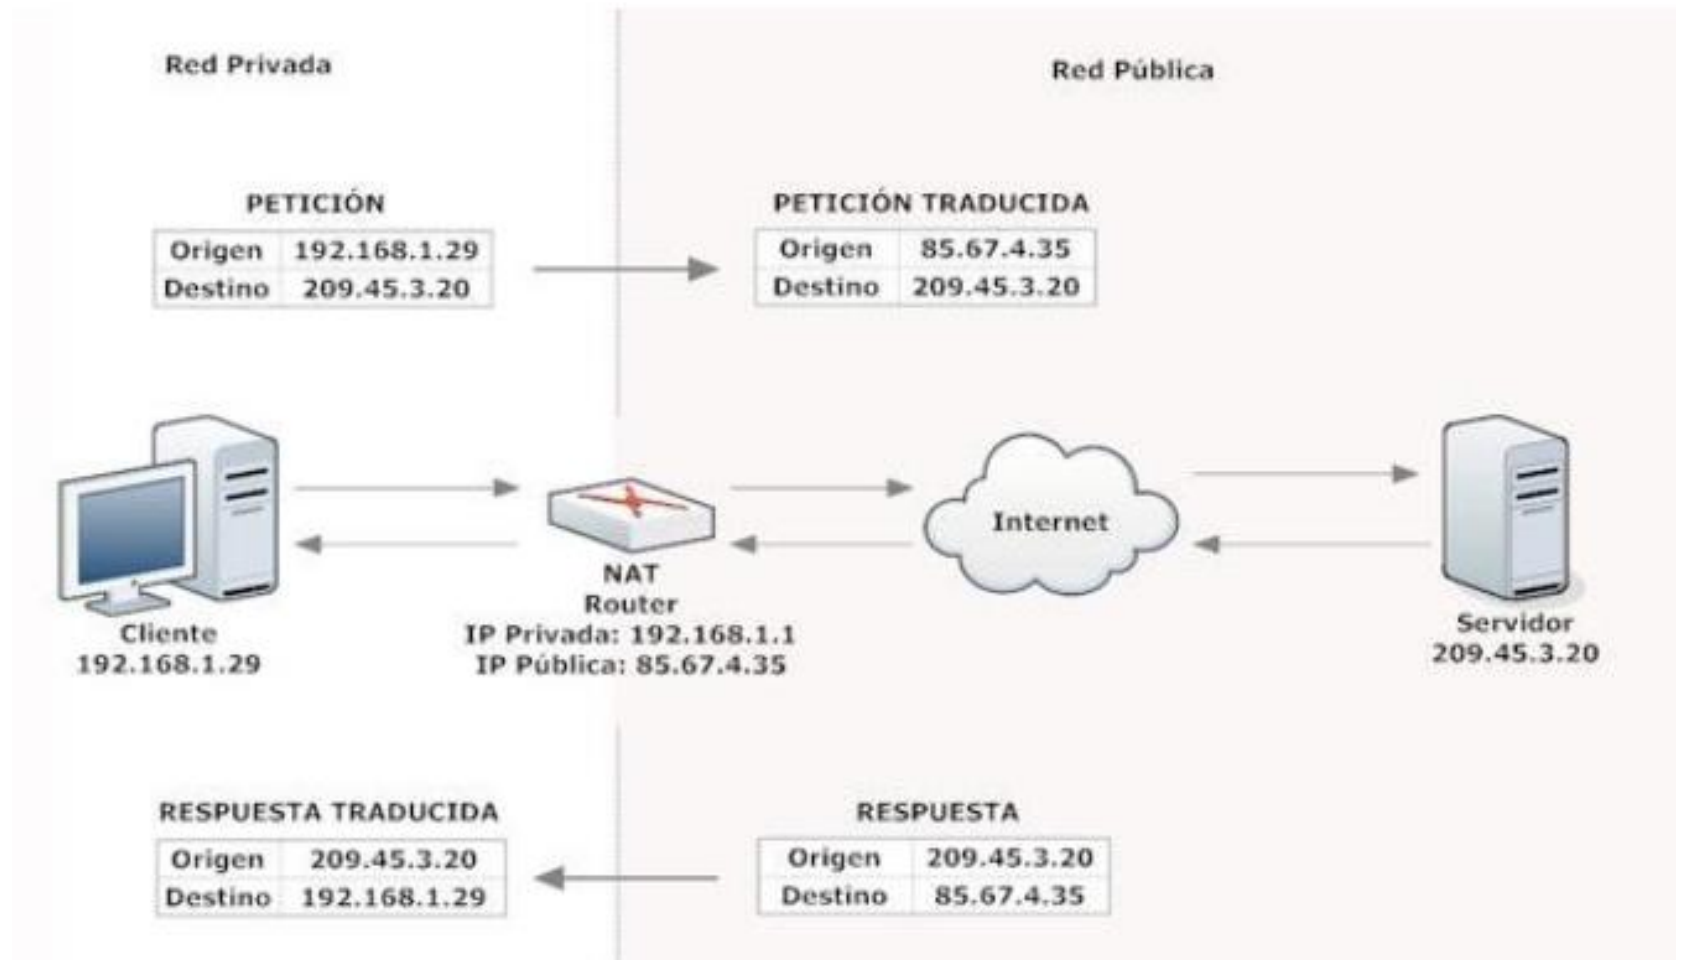 Red Privada
Red Pública
PETICIÓN
Origen 192.168.1.29
Destino 209.45.3.20
PETICIÓN TRADUCIDA
Origen 85.67.4.35
Destino 209.45.3.20
Internet
Cliente
192.168.1.29
NAT
Router
IP Privada: 192.168.1.1
IP Pública: 85.67.4.35
Servidor
209.45.3.20
RESPUESTA TRADUCIDA
Origen 209.45.3.20
Destino 192.168.1.29
RESPUESTA
Origen 209.45.3.20
Destino 85.67.4.35